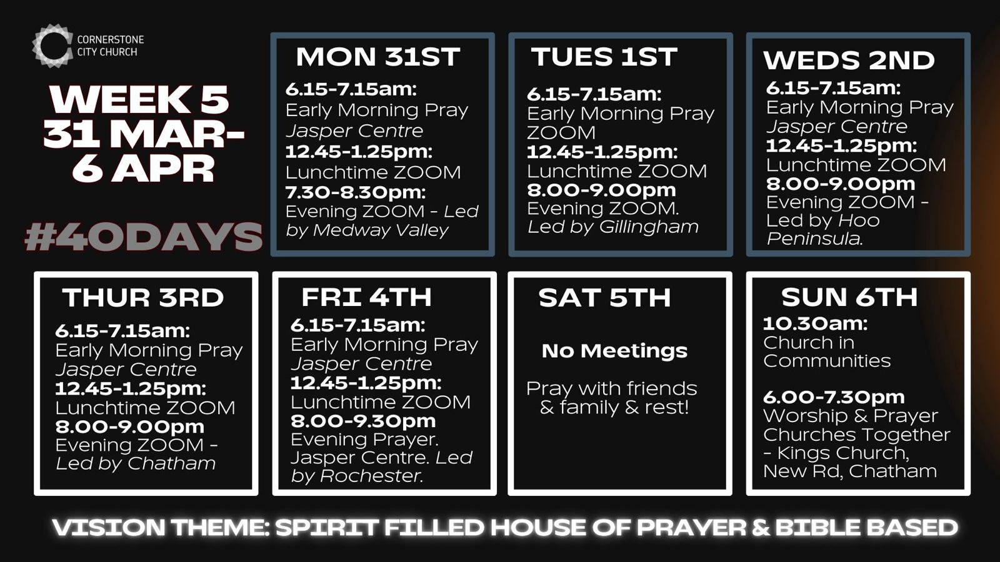 CORNERSTONE
CITY CHURCH
WEEK 5
31 MAR-
6 APR
#40DAYS
MON 31ST
6.15-7.15am:
Early Morning Pray
Jasper Centre
12.45-1.25pm:
Lunchtime ZOOM
7.30-8.30pm:
Evening ZOOM - Led
by Medway Valley
TUES 1ST
6.15-7.15am:
Early Morning Pray
ZOOM
12.45-1.25pm:
Lunchtime ZOOM
8.00-9.00pm
Evening ZOOM.
Led by Gillingham
WEDS 2ND
6.15-7.15am:
Early Morning Pray
Jasper Centre
12.45-1.25pm:
Lunchtime ZOOM
8.00-9.00pm
Evening ZOOM -
Led by Hoo
Peninsula.
THUR 3RD
6.15-7.15am:
Early Morning Pray
Jasper Centre
12.45-1.25pm:
Lunchtime ZOOM
8.00-9.00pm
Evening ZOOM -
Led by Chatham
FRI 4TH
6.15-7.15am:
Early Morning Pray
Jasper Centre
12.45-1.25pm:
Lunchtime ZOOM
8.00-9.30pm
Evening Prayer.
Jasper Centre. Led
by Rochester.
SAT 5TH
No Meetings
Pray with friends
& family & rest!
SUN 6TH
10.30am:
Church in
Communities
6.00-7.30pm
Worship & Prayer
Churches Together
- Kings Church,
New Rd, Chatham
VISION THEME: SPIRIT FILLED HOUSE OF PRAYER & BIBLE BASED